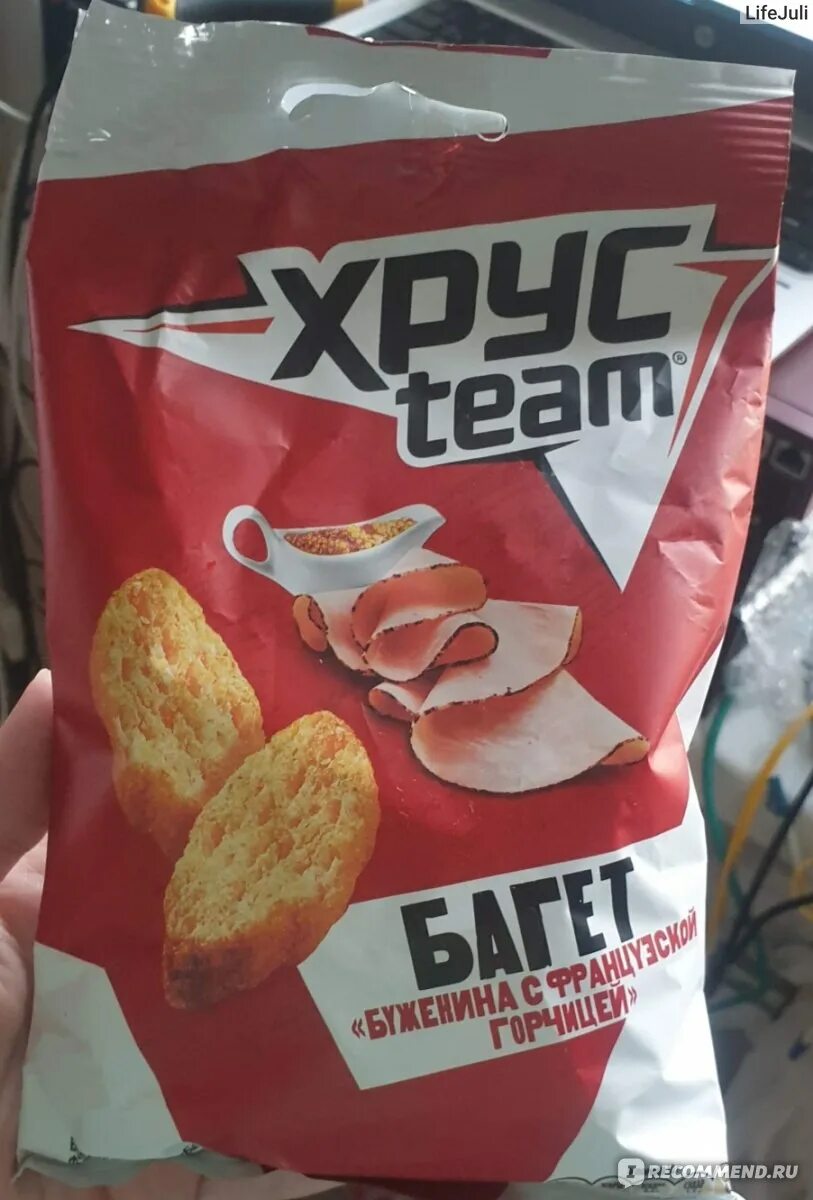 LifeJuli
ХРУС
team®
БАГЕТ
«БУЖЕНИНА С ФРАНЦУЗСКОЙ
ГОРЧИЦЕЙ»
RECOMMEND.RU